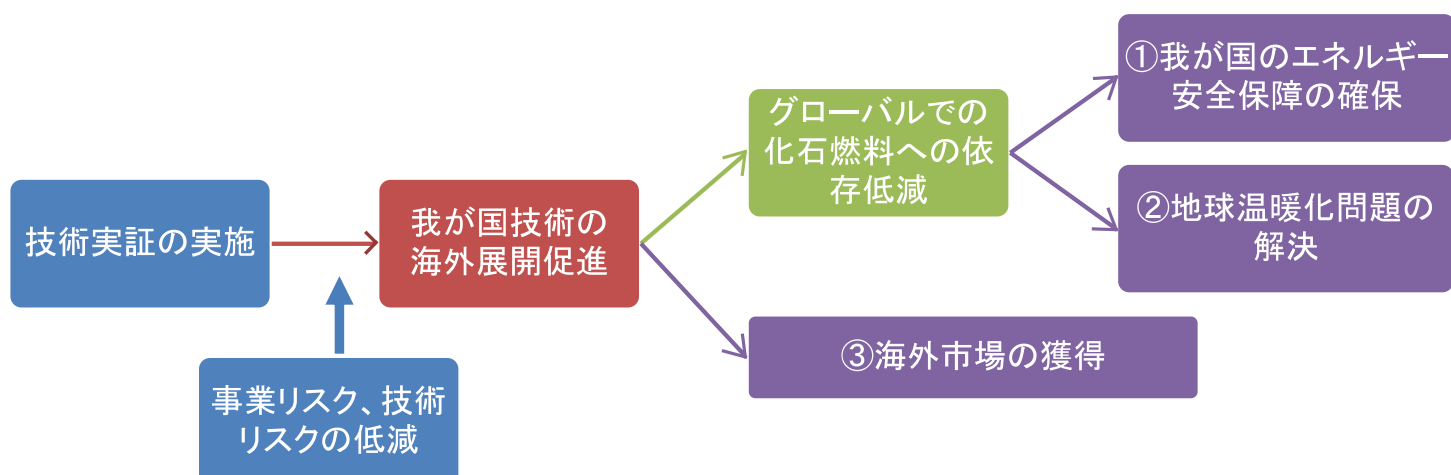 技術実証の実施
事業リスク、技術
リスクの低減
我が国技術の
海外展開促進
グローバルでの
化石燃料への依
存低減
①我が国のエネルギー
安全保障の確保
②地球温暖化問題の
解決
③海外市場の獲得